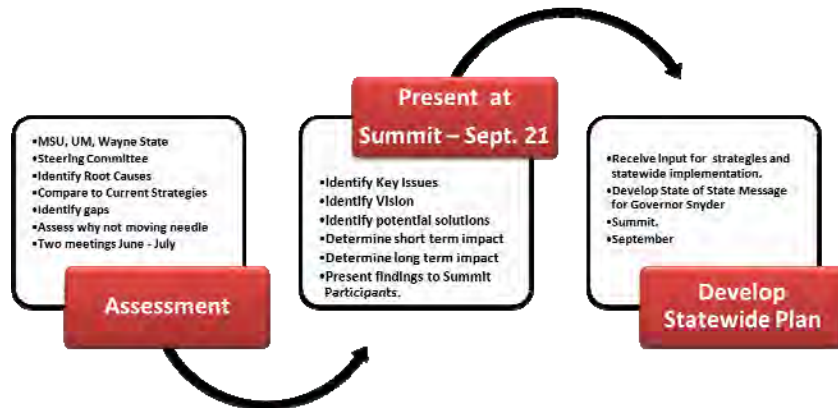 •MSU, UM, Wayne State
•Steering Committee
•Identify Root Causes
•Compare to Current Strategies
•Identify gaps
•Assess why not moving needle
•Two meetings June - July
Assessment
Present at
Summit – Sept. 21
•Identify Key Issues
•Identify Vision
•Identify potential solutions
•Determine short term impact
•Determine long term impact
•Present findings to Summit
Participants.
•Receive input for strategies and
statewide implementation.
•Develop State of State Message
for Governor Snyder
•Summit.
•September
Develop
Statewide Plan